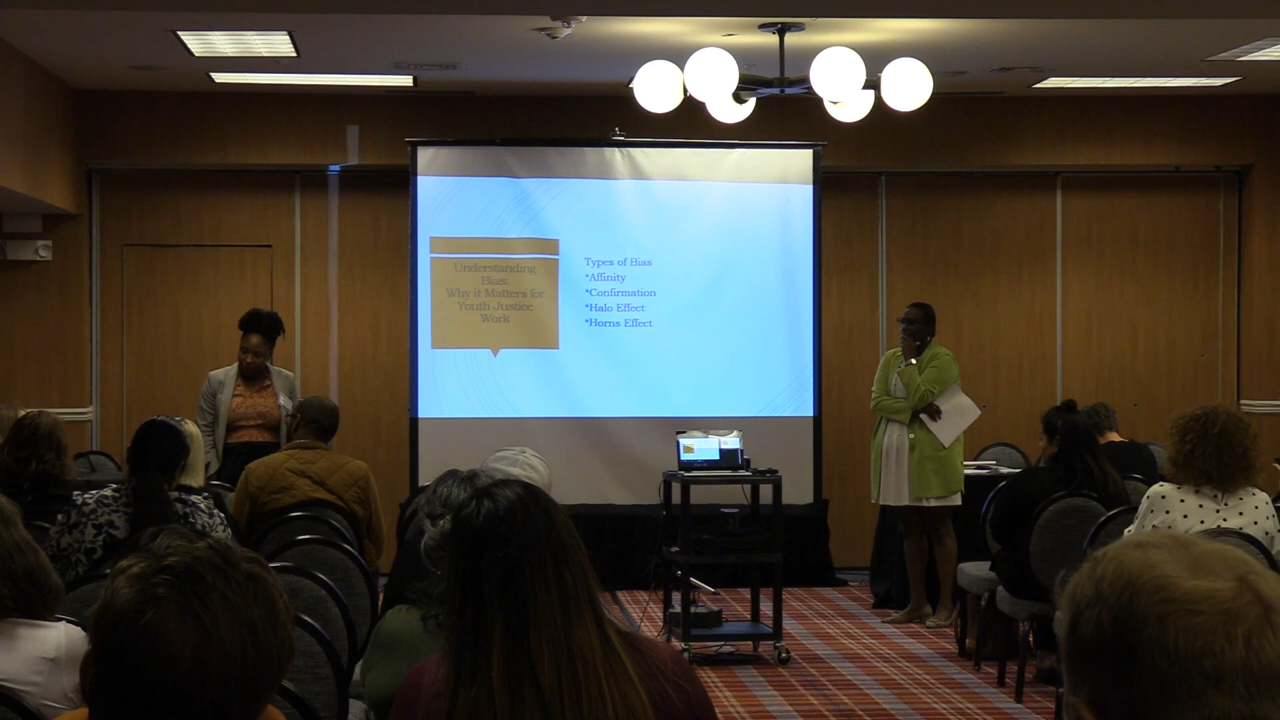 Understanding
Bias:
Why it Matters for
Youth Justice
Work
Types of Bias
*Affinity
*Confirmation
*Halo Effect
*Horns Effect